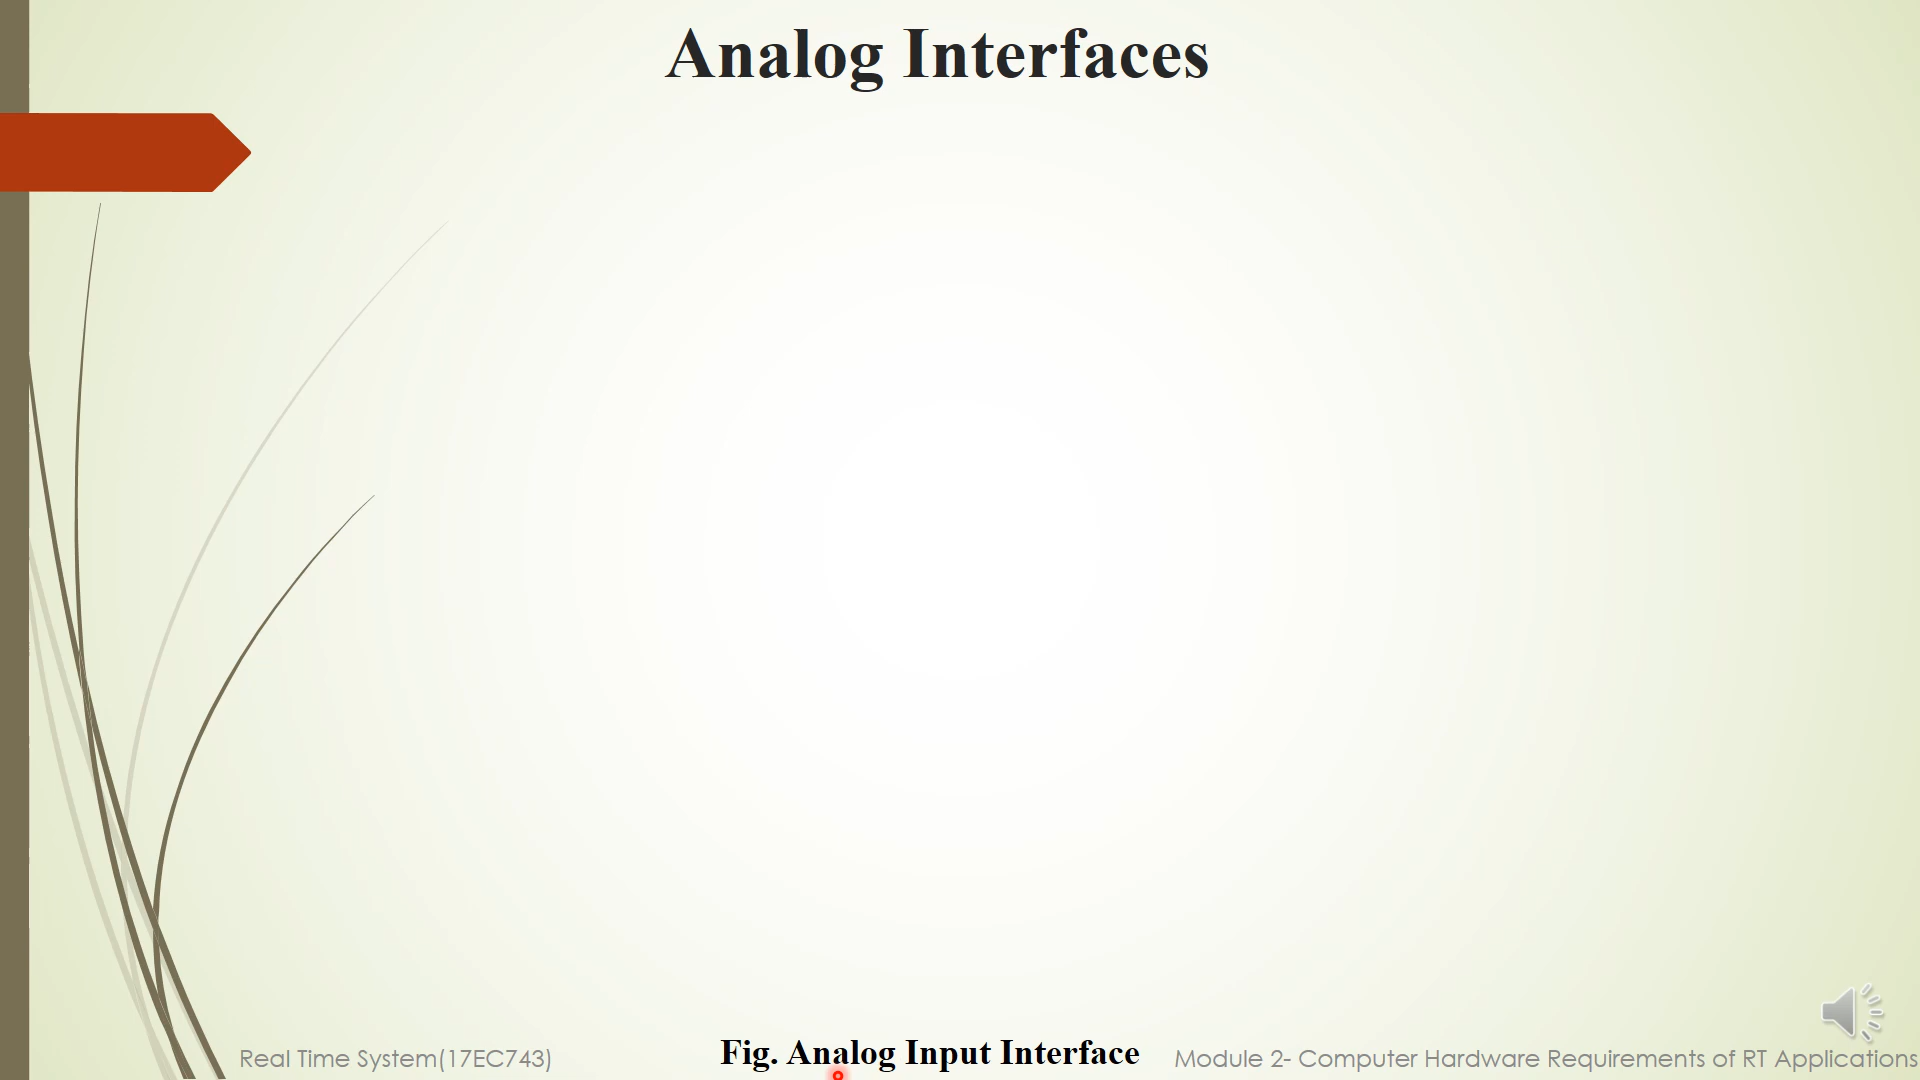 Analog Interfaces
Fig. Analog Input Interface
Real Time System(17EC743)
Module 2- Computer Hardware Requirements of RT Applications